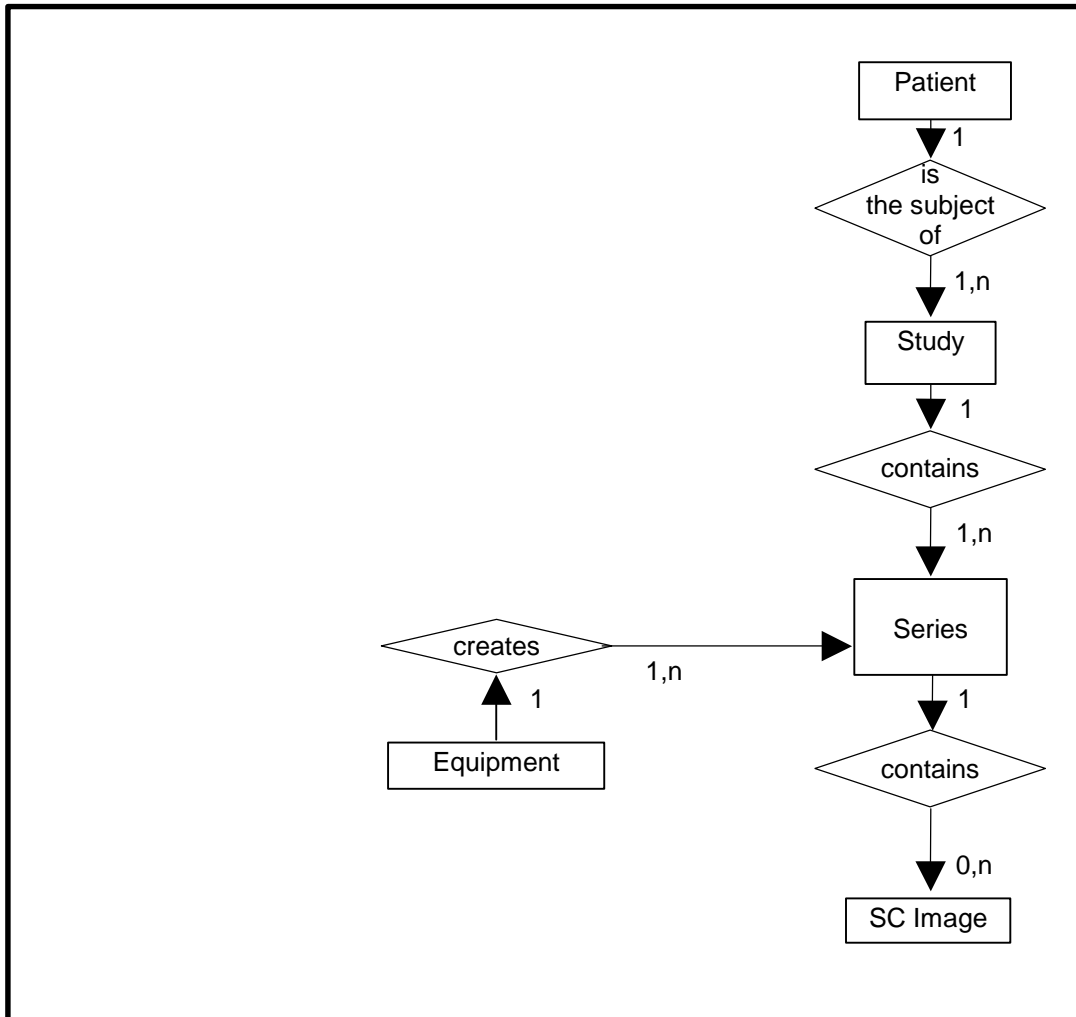 Patient
1
is
the subject
of
1,n
Study
1
contains
1,n
Series
creates
1,n
1
1
Equipment
contains
0,n
SC Image